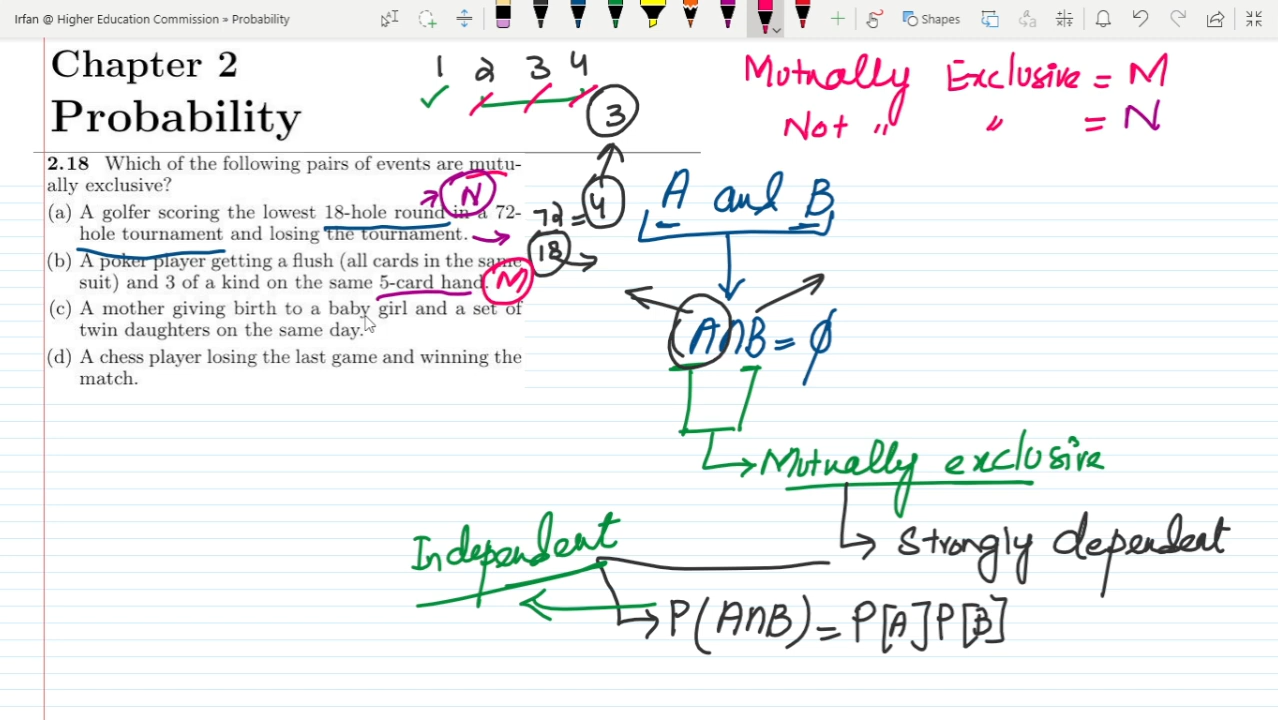 Irfan @ Higher Education Commission » Probability
Shapes
Chapter 2
Probability
1 2 3 4
3
Mutually Exclusive = M
Not " " = N
2.18 Which of the following pairs of events are mutu-
ally exclusive?
(a) A golfer scoring the lowest 18-hole round in a 72-
hole tournament and losing the tournament.
N
72 = 4
18
(b) A poker player getting a flush (all cards in the same
suit) and 3 of a kind on the same 5-card hand.
M
(c) A mother giving birth to a baby girl and a set of
twin daughters on the same day.
(d) A chess player losing the last game and winning the
match.
A and B
A∩B = ϕ
Mutually exclusive
Strongly dependent
Independent
P(A∩B) = P[A]P[B]